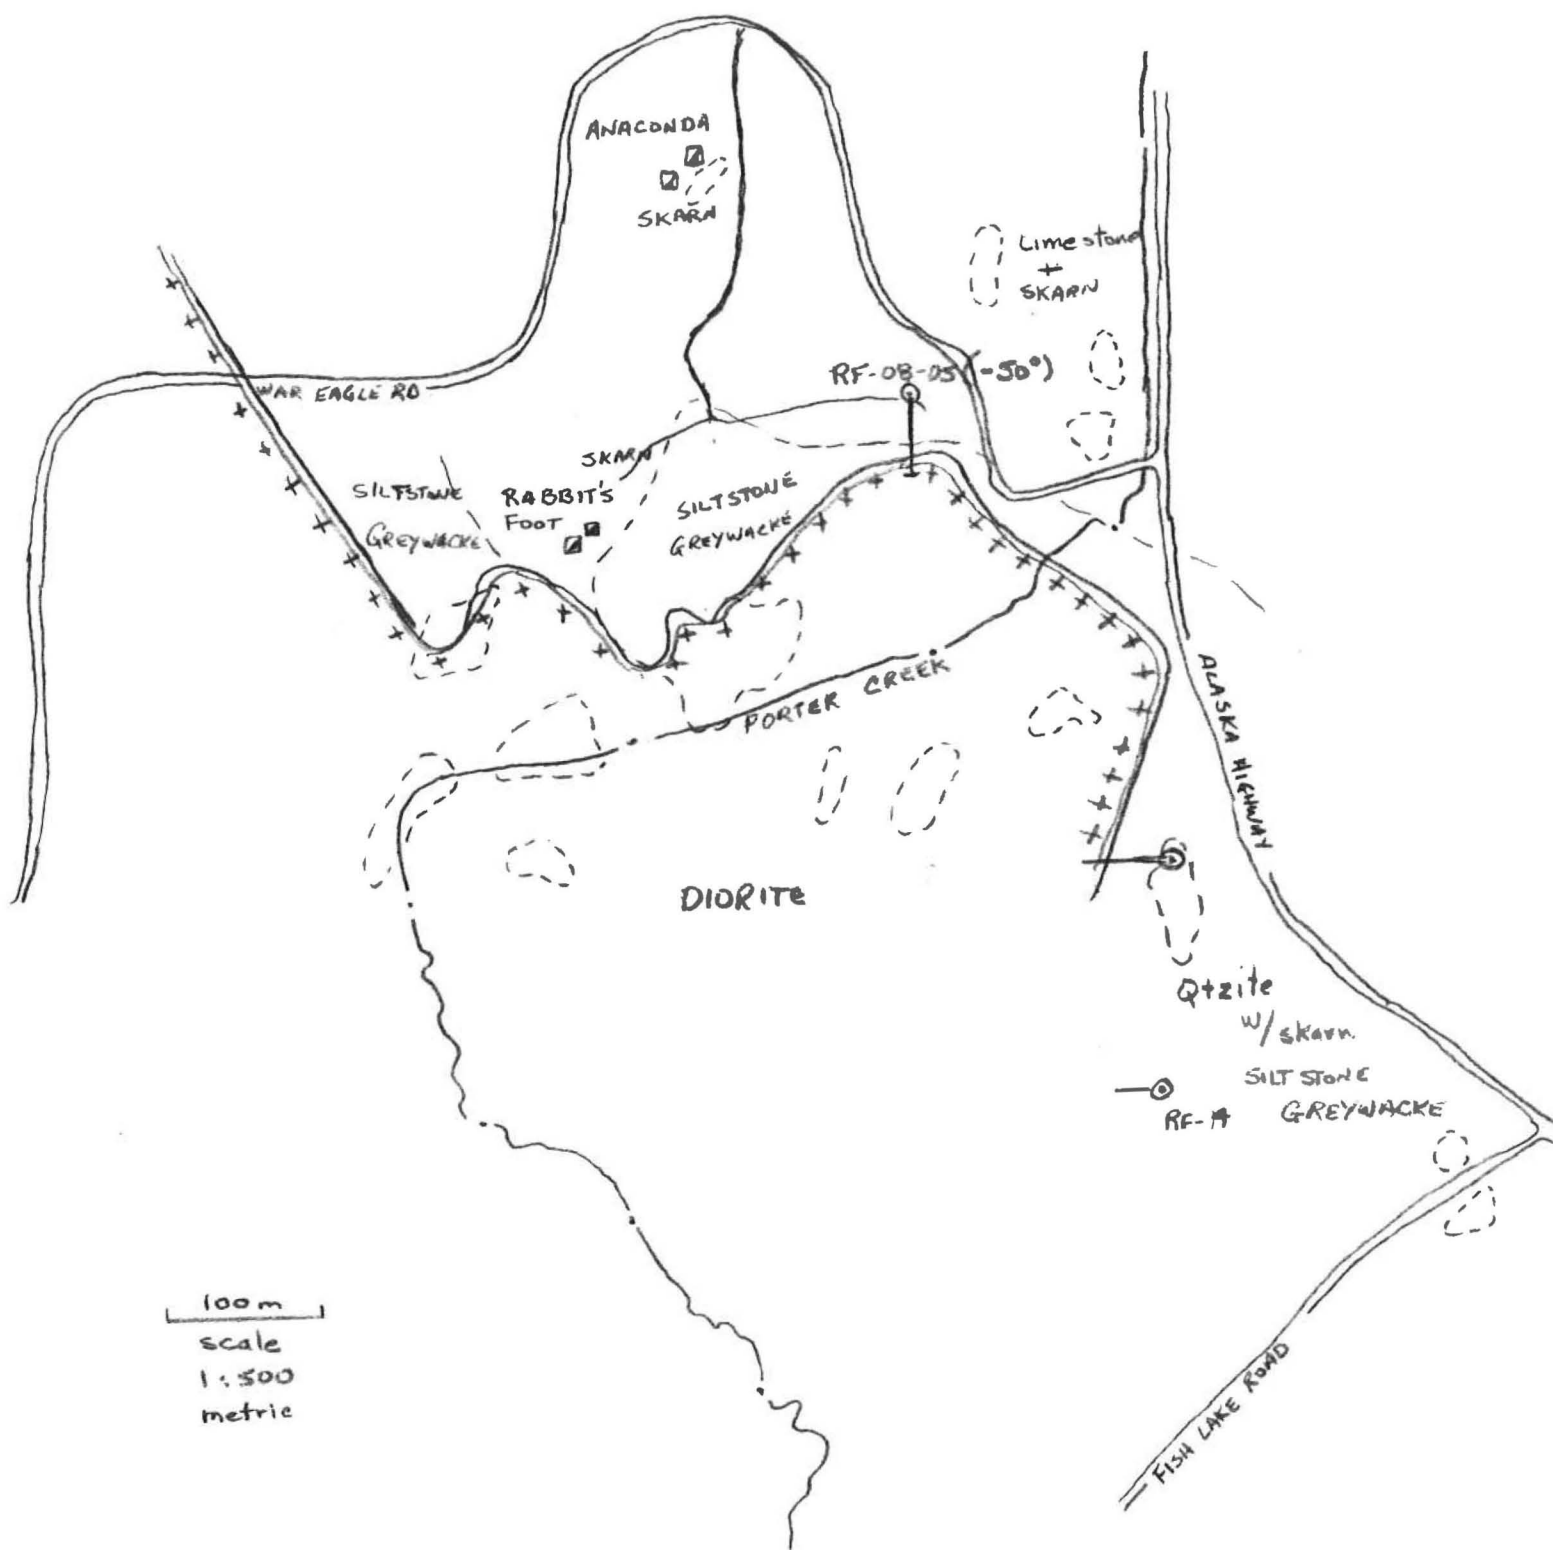 ANACONDA
SKARN
Limestone
+
SKARN
RF-08-05 (-50°)
WAR EAGLE RD
SKARN
SILTSTONE
GREYWACKE
RABBIT'S
FOOT
SILTSTONE
GREYWACKE
PORTER CREEK
ALASKA HIGHWAY
DIORITE
Qtzite
w/skarn
SILTSTONE
GREYWACKE
100m
scale
1:500
metric
FISH LAKE ROAD